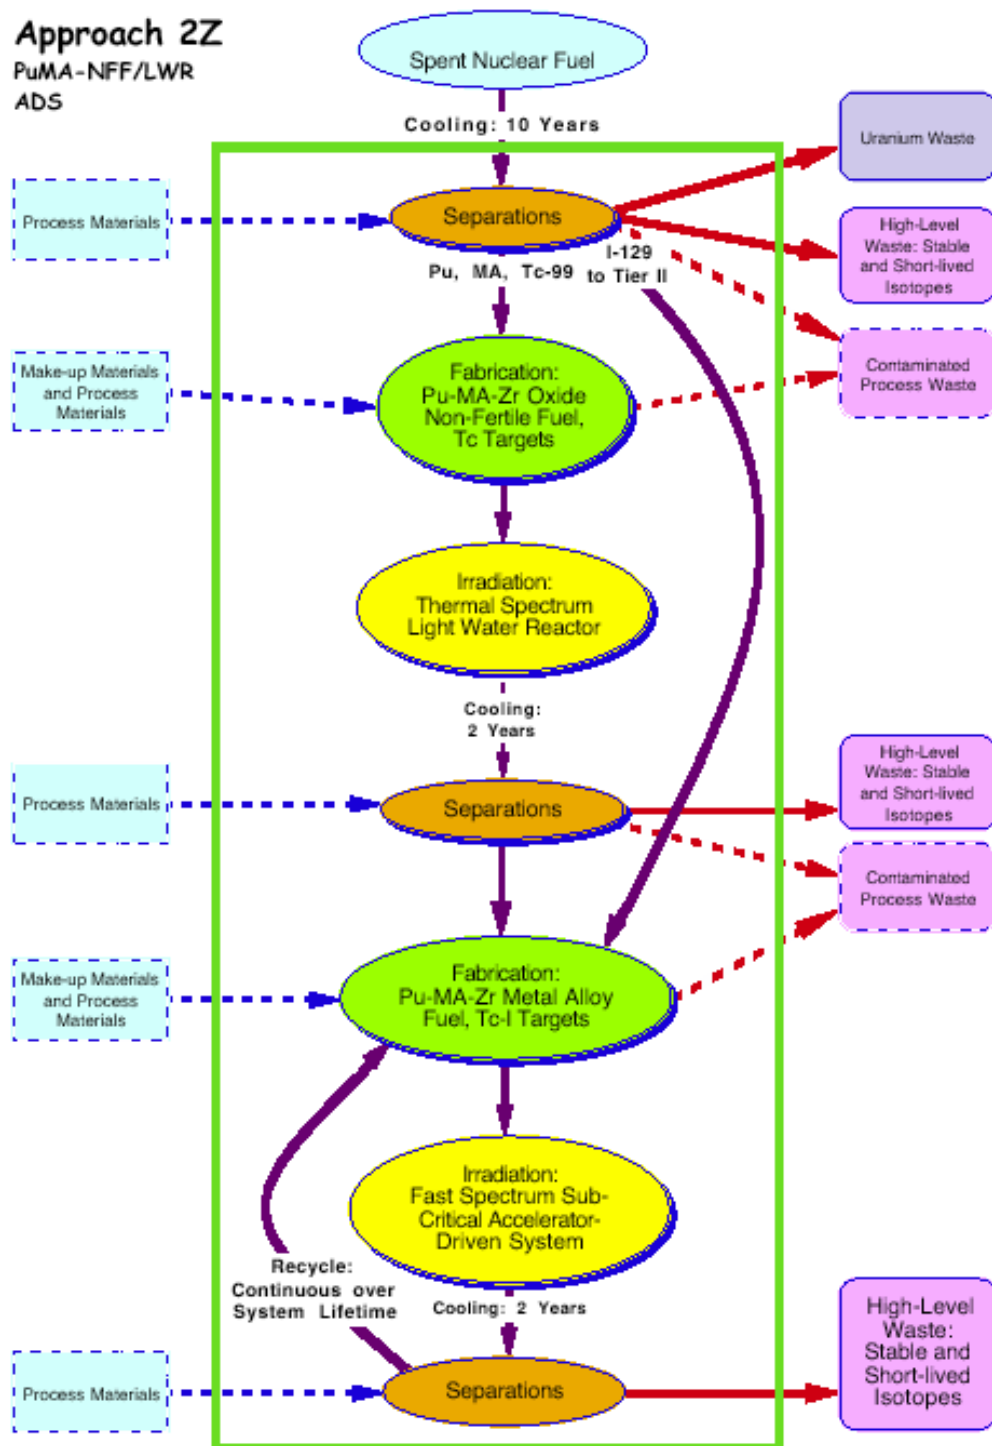 Approach 2Z
PuMA-NFF/LWR
ADS
Spent Nuclear Fuel
Cooling: 10 Years
Uranium Waste
Process Materials
Separations
High-Level
Waste: Stable
and Short-lived
Isotopes
I-129
to Tier II
Pu, MA, Tc-99
Make-up Materials
and Process
Materials
Fabrication:
Pu-MA-Zr Oxide
Non-Fertile Fuel,
Tc Targets
Contaminated
Process Waste
Irradiation:
Thermal Spectrum
Light Water Reactor
Cooling:
2 Years
Process Materials
Separations
High-Level
Waste: Stable
and Short-lived
Isotopes
Contaminated
Process Waste
Make-up Materials
and Process
Materials
Fabrication:
Pu-MA-Zr Metal Alloy
Fuel, Tc-I Targets
Irradiation:
Fast Spectrum Sub-
Critical Accelerator-
Driven System
Recycle:
Continuous over
System Lifetime
Cooling: 2 Years
Process Materials
Separations
High-Level
Waste:
Stable and
Short-lived
Isotopes